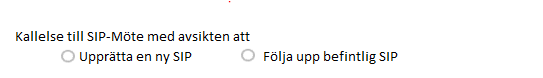 Kallelse till SIP-Möte med avsikten att
Upprätta en ny SIP Följa upp befintlig SIP